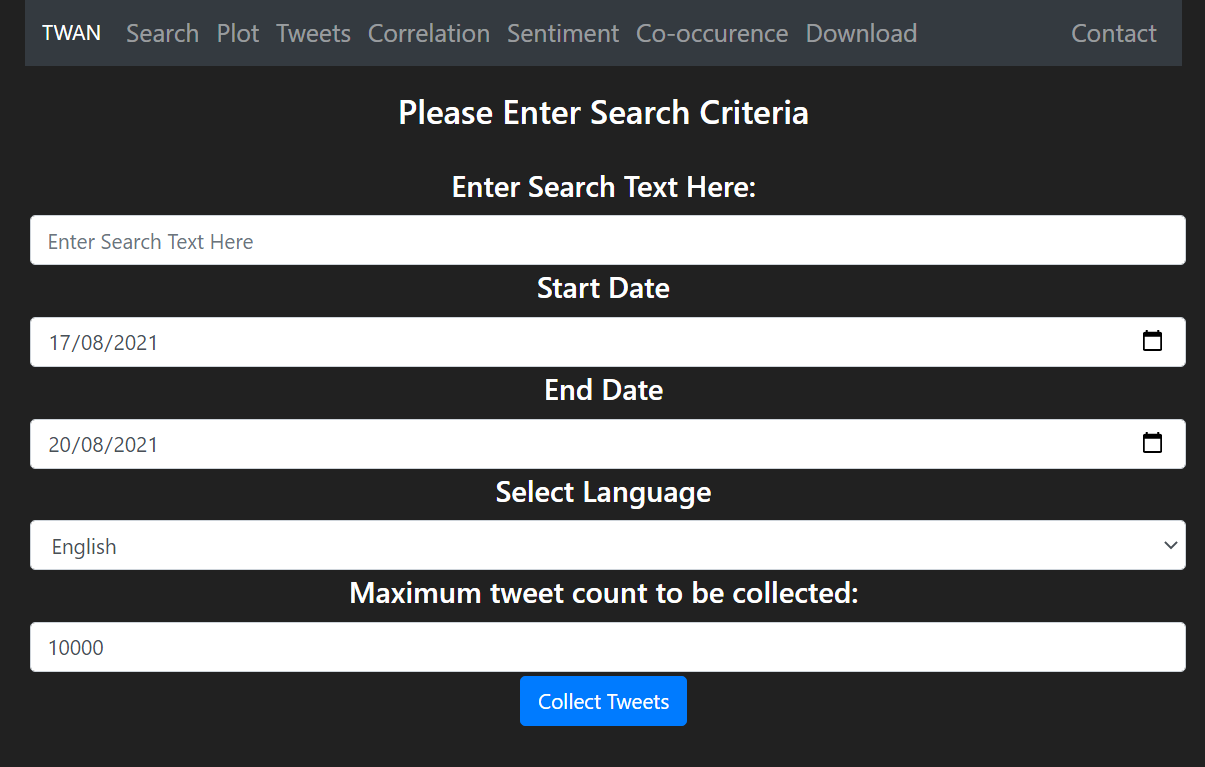 TWAN Search Plot Tweets Correlation Sentiment Co-occurence Download Contact
Please Enter Search Criteria
Enter Search Text Here:
Enter Search Text Here
Start Date
17/08/2021
End Date
20/08/2021
Select Language
English
Maximum tweet count to be collected:
10000
Collect Tweets